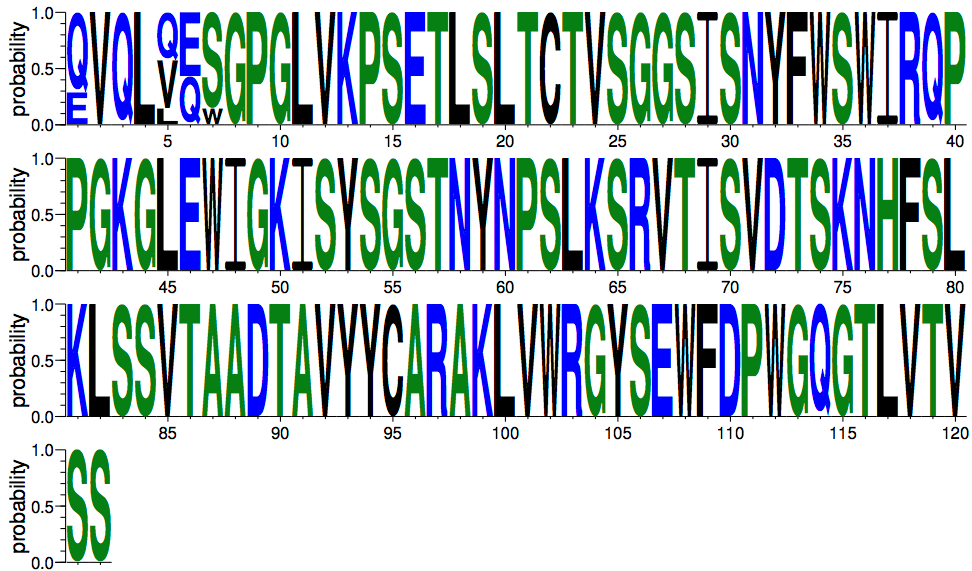 probability
1.0
0.5
0.0
QVQLQESGPGLVKPSETLSLTCTVSGGSISNYFWSWIRQP
VQ
E L W
5 10 15 20 25 30 35 40
probability
1.0
0.5
0.0
PGKGLEWIGKISYSGSTNYNPSLKSRVTISVDTSKNHFSL
45 50 55 60 65 70 75 80
probability
1.0
0.5
0.0
KLSSVTAADTAVYYCARAKLVWRGYSEWFDPWGQGTLVTV
85 90 95 100 105 110 115 120
probability
1.0
0.5
0.0
SS